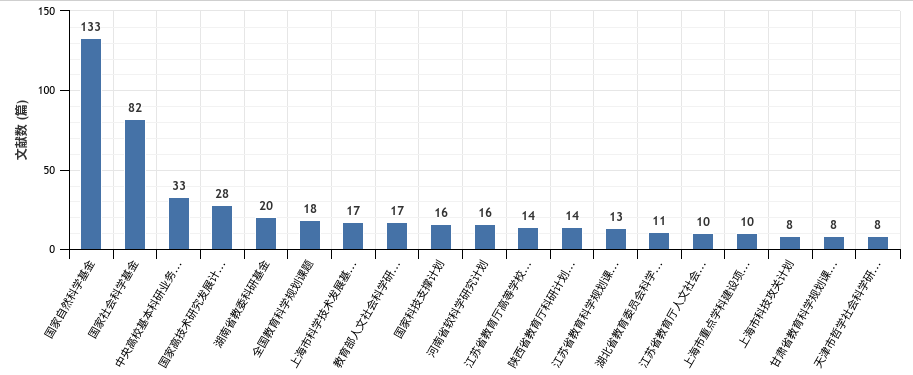 文献数 (篇)
150
100
50
0
133
82
33
28
20
18
17
17
16
16
14
14
13
11
10
10
8
8
8
国家自然科学基金
国家社会科学基金
中央高校基本科研业务...
国家高技术研究发展计...
湖南省教委科研基金
全国教育科学规划课题
上海市科学技术发展基...
教育部人文社会科学研...
国家科技支撑计划
河南省软科学研究计划
江苏省教育厅高等学校...
陕西省教育厅科研计划...
江苏省教育科学规划课...
湖北省教育委员会科学...
江苏省教育厅人文社会...
上海市重点学科建设项...
上海市科技攻关计划
甘肃省教育科学规划课...
天津市哲学社会科学研...